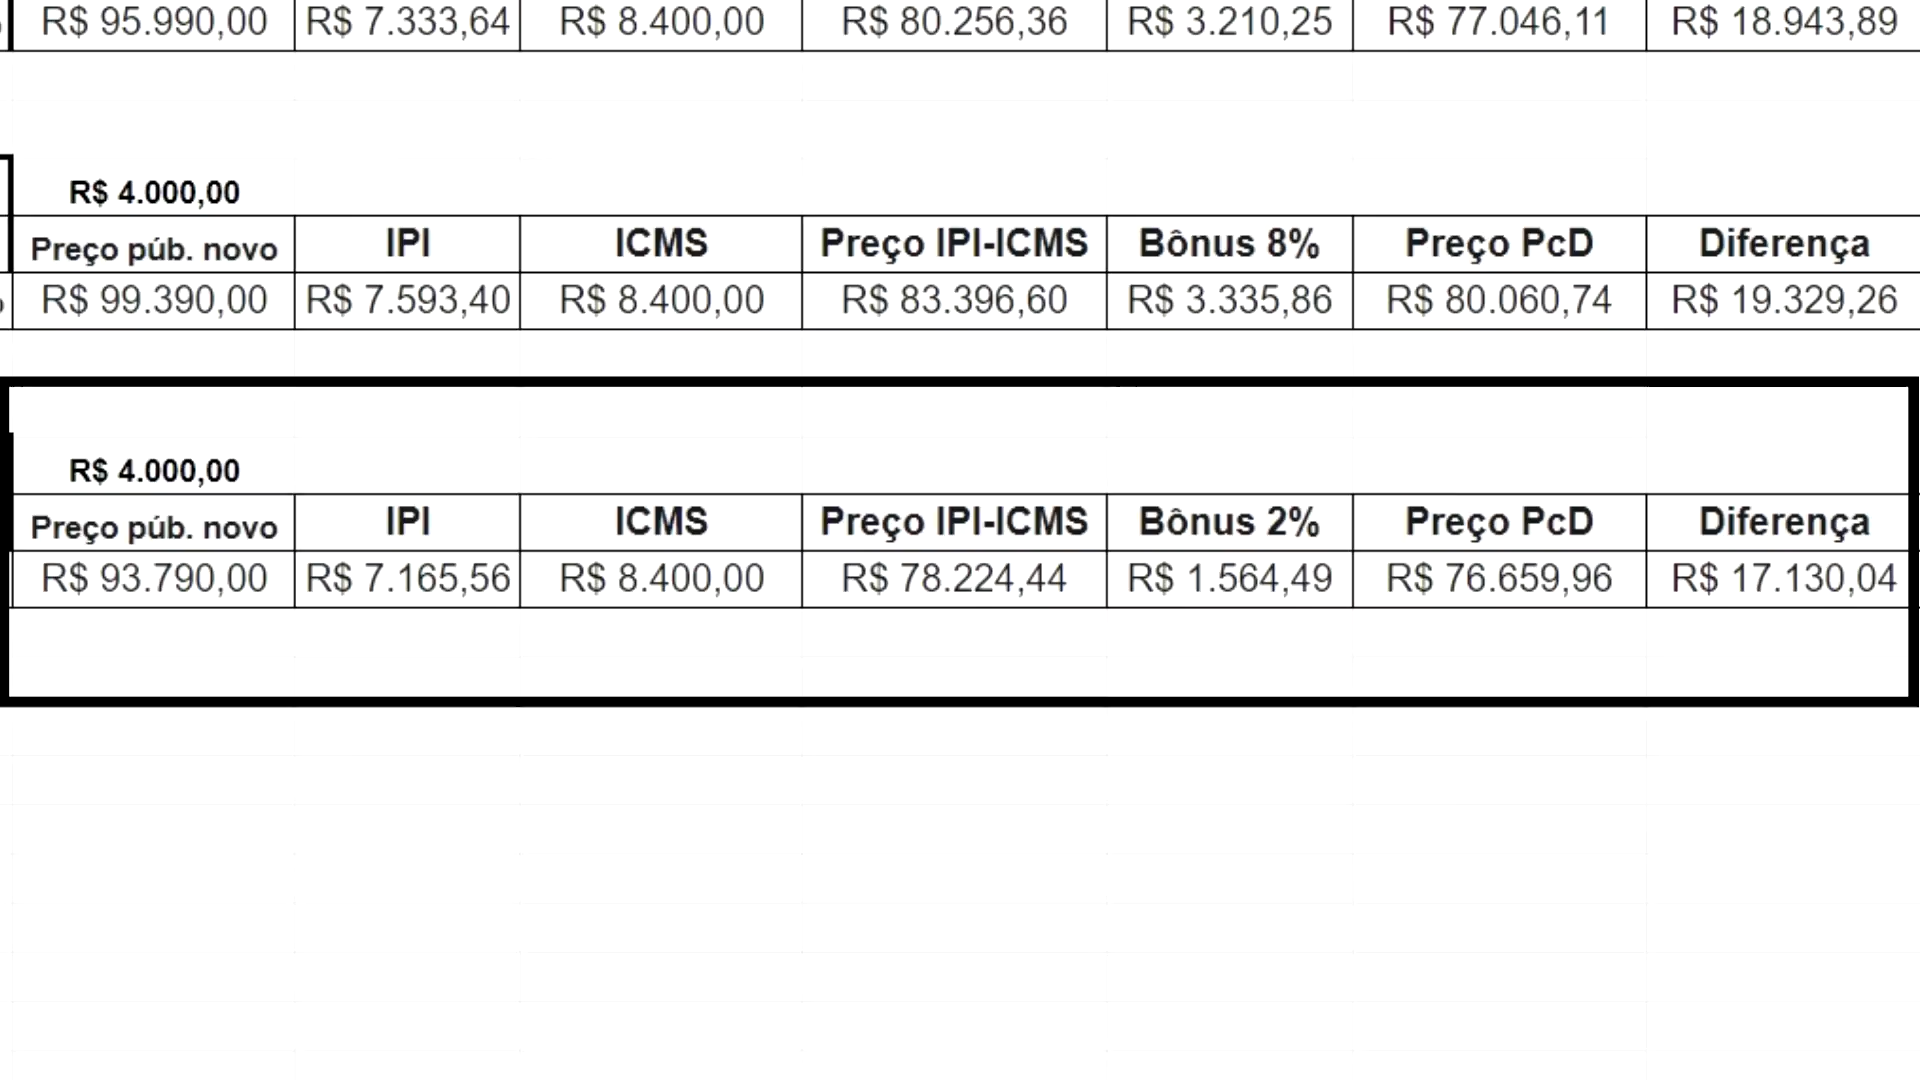 R$ 95.990,00 R$ 7.333,64 R$ 8.400,00 R$ 80.256,36 R$ 3.210,25 R$ 77.046,11 R$ 18.943,89
R$ 4.000,00
Preço púb. novo IPI ICMS Preço IPI-ICMS Bônus 8% Preço PcD Diferença
R$ 99.390,00 R$ 7.593,40 R$ 8.400,00 R$ 83.396,60 R$ 3.335,86 R$ 80.060,74 R$ 19.329,26
R$ 4.000,00
Preço púb. novo IPI ICMS Preço IPI-ICMS Bônus 2% Preço PcD Diferença
R$ 93.790,00 R$ 7.165,56 R$ 8.400,00 R$ 78.224,44 R$ 1.564,49 R$ 76.659,96 R$ 17.130,04